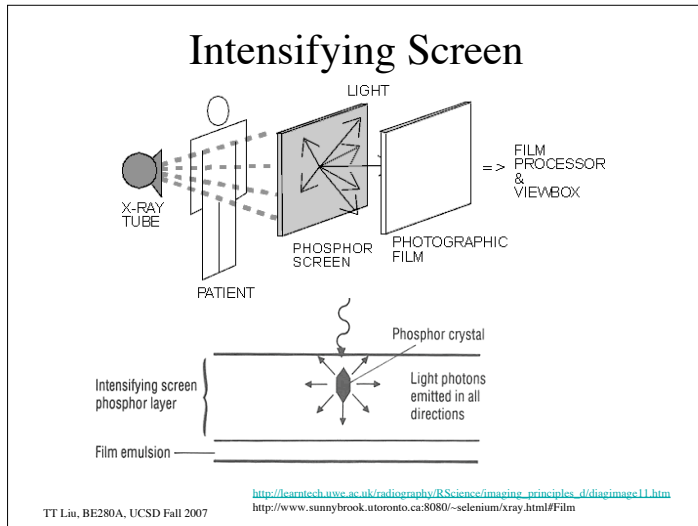 Intensifying Screen
LIGHT
= > FILM
PROCESSOR
&
VIEWBOX
X-RAY
TUBE
PHOSPHOR
SCREEN
PHOTOGRAPHIC
FILM
PATIENT
Phosphor crystal
Intensifying screen
phosphor layer
Light photons
emitted in all
directions
Film emulsion
http://learntech.uwe.ac.uk/radiography/RScience/imaging_principles_d/diagimage11.htm
http://www.sunnybrook.utoronto.ca:8080/~selenium/xray.html#Film
TT Liu, BE280A, UCSD Fall 2007